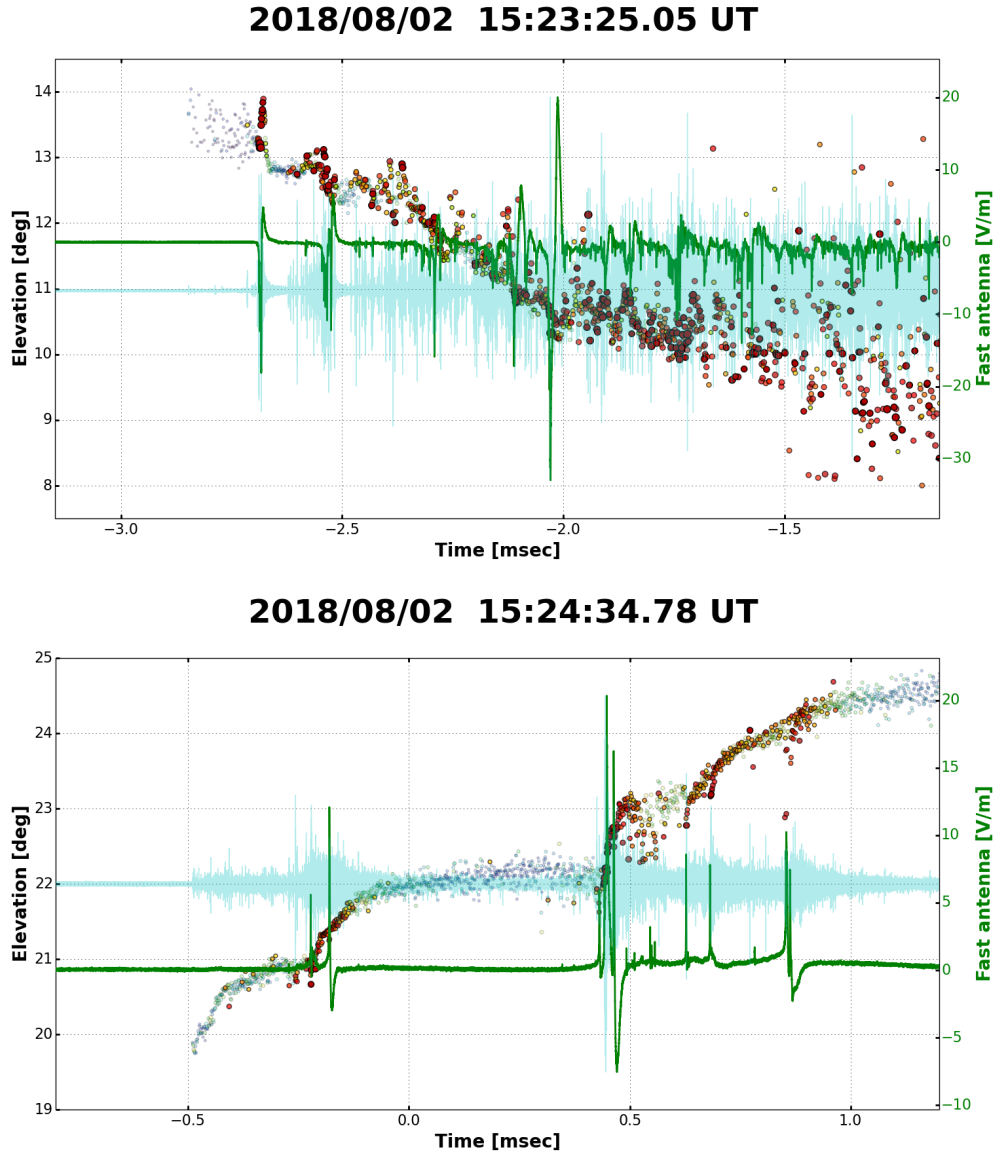 2018/08/02  15:23:25.05 UT
14
13
12
11
10
9
8
Elevation [deg]
20
10
0
−10
−20
−30
Fast antenna [V/m]
−3.0 −2.5 −2.0 −1.5
Time [msec]
2018/08/02  15:24:34.78 UT
25
24
23
22
21
20
19
Elevation [deg]
20
15
10
5
0
−5
−10
Fast antenna [V/m]
−0.5 0.0 0.5 1.0
Time [msec]